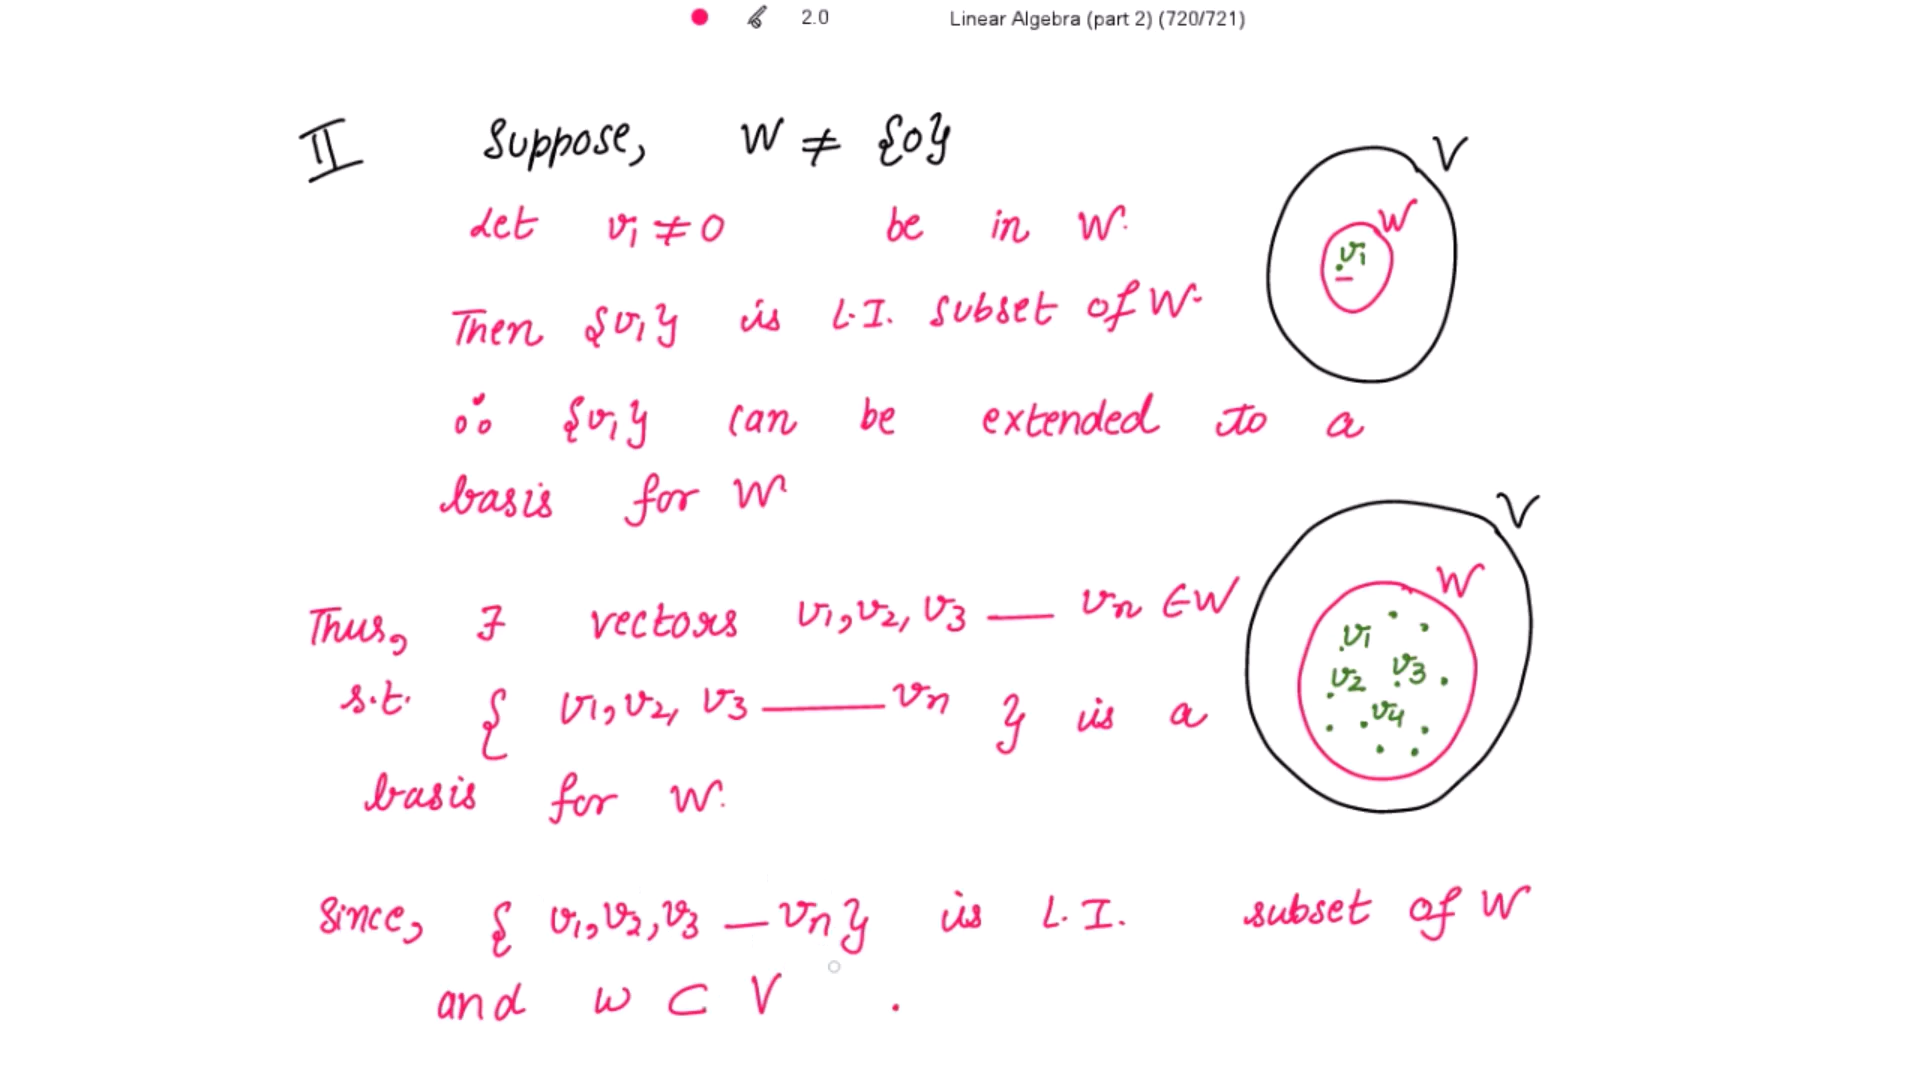 2.0 Linear Algebra (part 2) (720/721)
II Suppose, W ≠ {0}
Let v₁ ≠ 0 be in W.
Then {v₁} is L.I. subset of W.
∴ {v₁} can be extended to a
basis for W
Thus, ∃ vectors v₁, v₂, v₃ — vn ∈ W
s.t. { v₁, v₂, v₃ — vn } is a
basis for W.
Since, { v₁, v₂, v₃ — vn } is L.I. subset of W
and W ⊂ V .
V
W
v₁
V
W
v₁
v₂ v₃
v₄